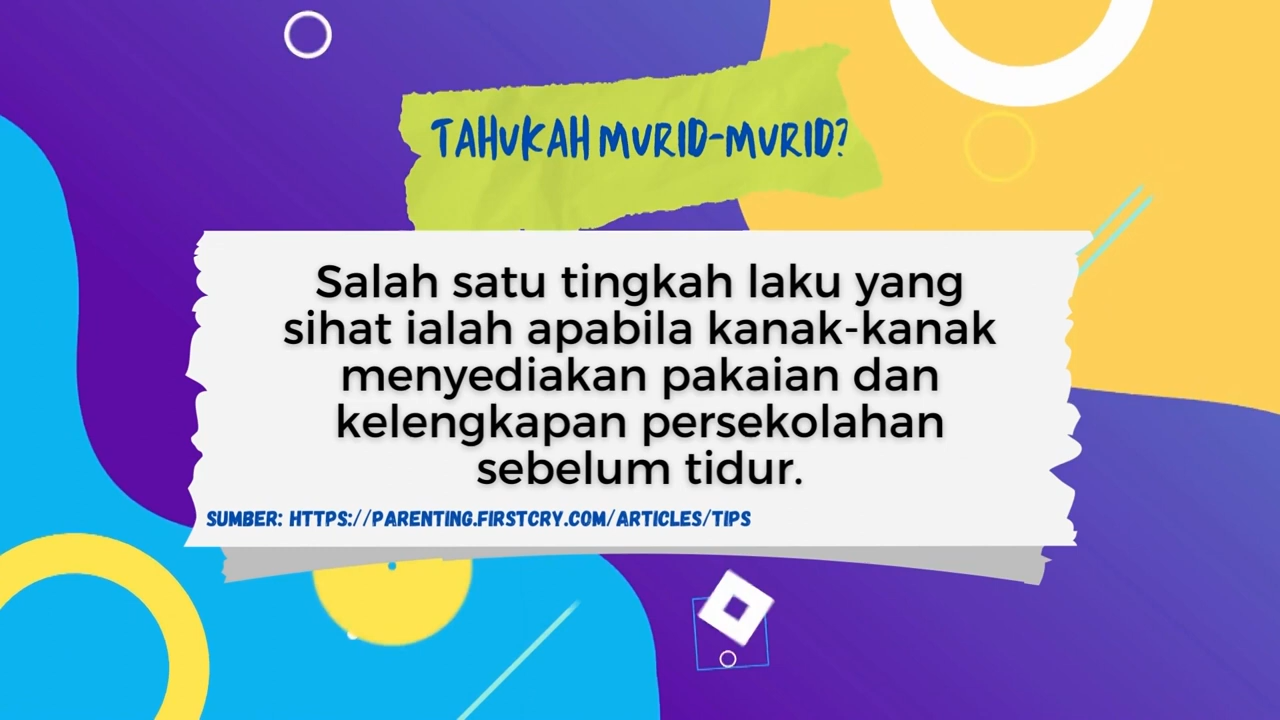 TAHUKAH MURID-MURID?
Salah satu tingkah laku yang
sihat ialah apabila kanak-kanak
menyediakan pakaian dan
kelengkapan persekolahan
sebelum tidur.
SUMBER: HTTPS://PARENTING.FIRSTCRY.COM/ARTICLES/TIPS